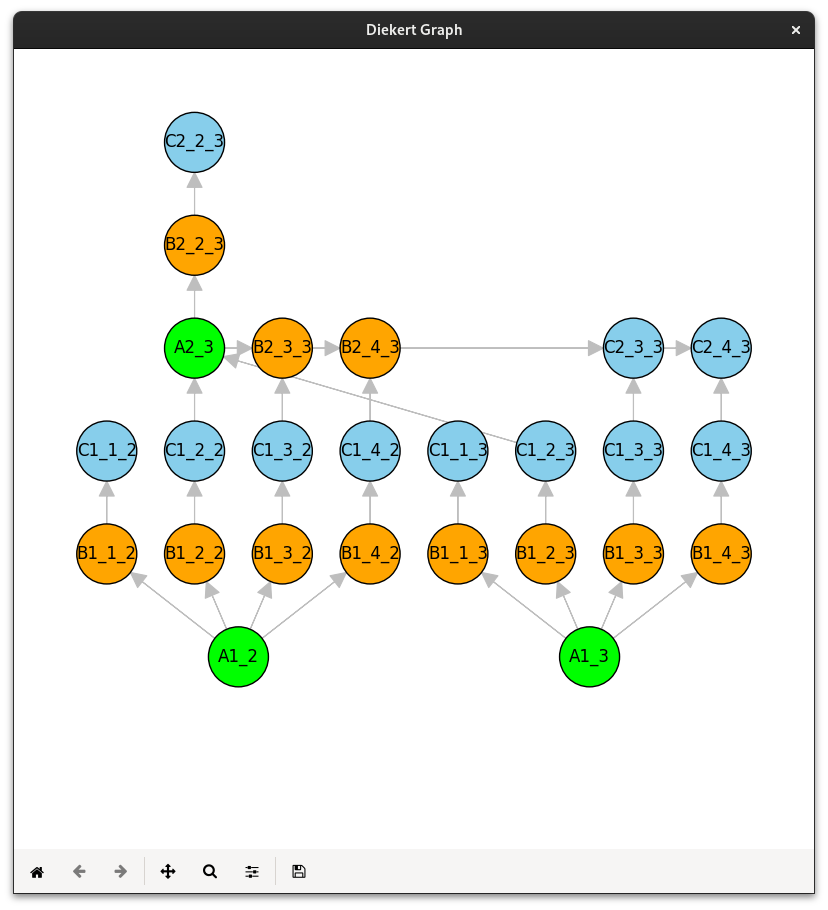 Diekert Graph
C2_2_3
B2_2_3
A2_3 B2_3_3 B2_4_3 C2_3_3 C2_4_3
C1_1_2 C1_2_2 C1_3_2 C1_4_2 C1_1_3 C1_2_3 C1_3_3 C1_4_3
B1_1_2 B1_2_2 B1_3_2 B1_4_2 B1_1_3 B1_2_3 B1_3_3 B1_4_3
A1_2 A1_3